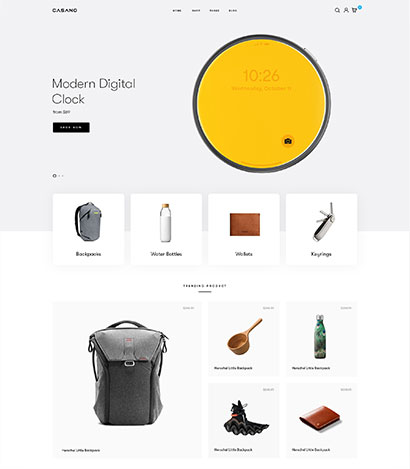 CASANO
HOME SHOP PAGES BLOG
10:26
Wednesday, October 5
Modern Digital
Clock
from $89
SHOP NOW
Backpacks
Water Bottles
Wallets
Keyrings
TRANDING PRODUCT
Herschel Little Backpack
Herschel Little Backpack
Herschel Little Backpack
Herschel Little Backpack
Herschel Little Backpack